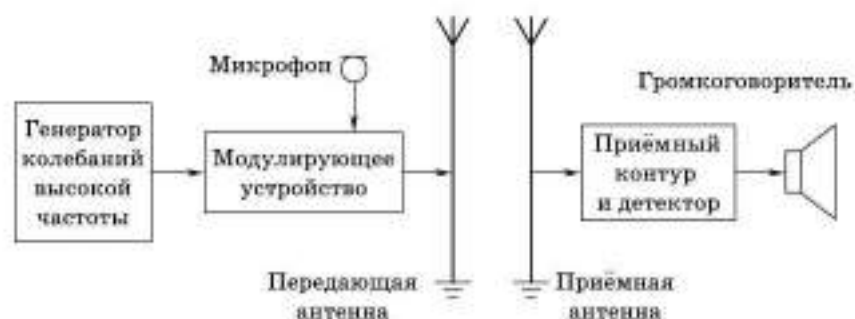 Микрофон
Громкоговоритель
Генератор
колебаний
высокой
частоты
Модулирующее
устройство
Приёмный
контур
и детектор
Передающая
антенна
Приёмная
антенна